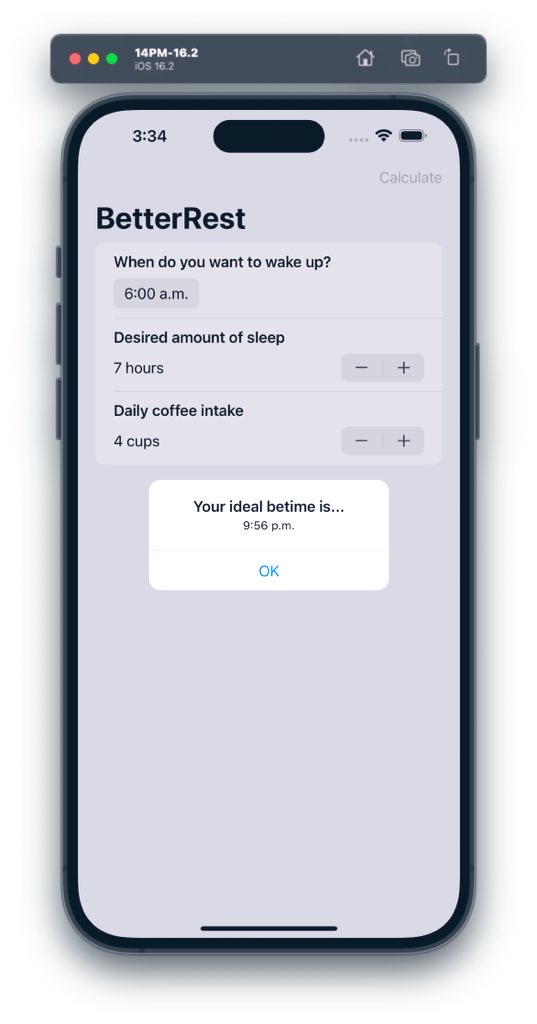 14PM-16.2
iOS 16.2
3:34
Calculate
BetterRest
When do you want to wake up?
6:00 a.m.
Desired amount of sleep
7 hours
Daily coffee intake
4 cups
Your ideal betime is...
9:56 p.m.
OK